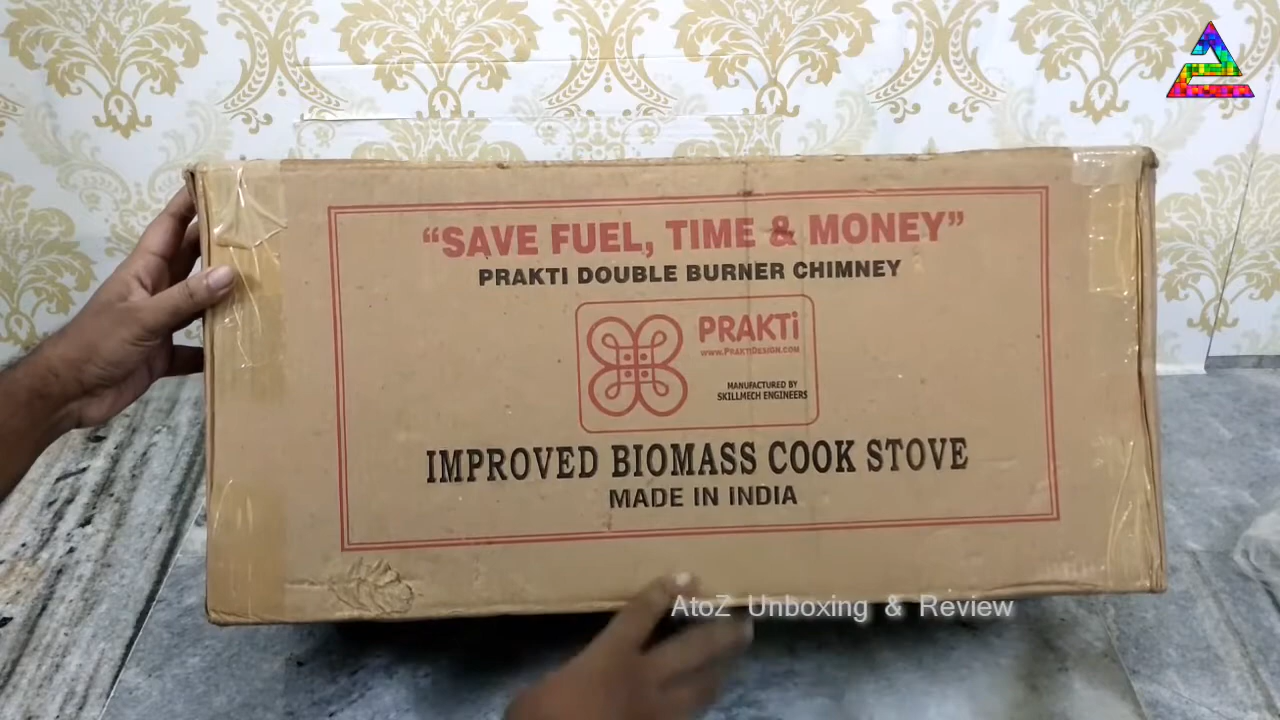 “SAVE FUEL, TIME & MONEY”
PRAKTI DOUBLE BURNER CHIMNEY
PRAKTi
www.PRAKTIDESIGN.COM
MANUFACTURED BY
SKILLMECH ENGINEERS
IMPROVED BIOMASS COOK STOVE
MADE IN INDIA
AtoZ Unboxing & Review